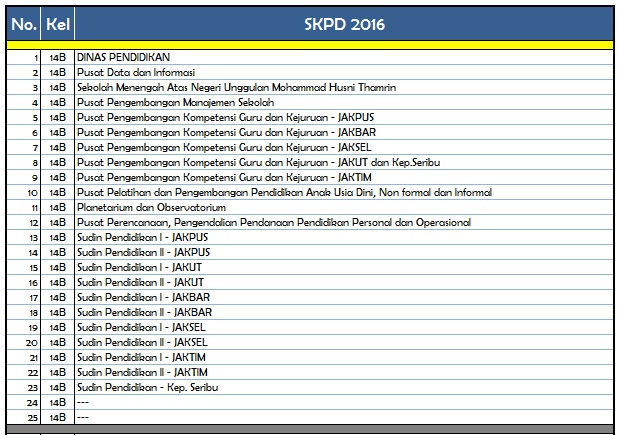 No. Kel SKPD 2016
1 14B DINAS PENDIDIKAN
2 14B Pusat Data dan Informasi
3 14B Sekolah Menengah Atas Negeri Unggulan Mohammad Husni Thamrin
4 14B Pusat Pengembangan Manajemen Sekolah
5 14B Pusat Pengembangan Kompetensi Guru dan Kejuruan - JAKPUS
6 14B Pusat Pengembangan Kompetensi Guru dan Kejuruan - JAKBAR
7 14B Pusat Pengembangan Kompetensi Guru dan Kejuruan - JAKSEL
8 14B Pusat Pengembangan Kompetensi Guru dan Kejuruan - JAKUT dan Kep.Seribu
9 14B Pusat Pengembangan Kompetensi Guru dan Kejuruan - JAKTIM
10 14B Pusat Pelatihan dan Pengembangan Pendidikan Anak Usia Dini, Non formal dan Informal
11 14B Planetarium dan Observatorium
12 14B Pusat Perencanaan, Pengendalian Pendanaan Pendidikan Personal dan Operasional
13 14B Sudin Pendidikan I - JAKPUS
14 14B Sudin Pendidikan II - JAKPUS
15 14B Sudin Pendidikan I - JAKUT
16 14B Sudin Pendidikan II - JAKUT
17 14B Sudin Pendidikan I - JAKBAR
18 14B Sudin Pendidikan II - JAKBAR
19 14B Sudin Pendidikan I - JAKSEL
20 14B Sudin Pendidikan II - JAKSEL
21 14B Sudin Pendidikan I - JAKTIM
22 14B Sudin Pendidikan II - JAKTIM
23 14B Sudin Pendidikan - Kep. Seribu
24 14B ---
25 14B ---